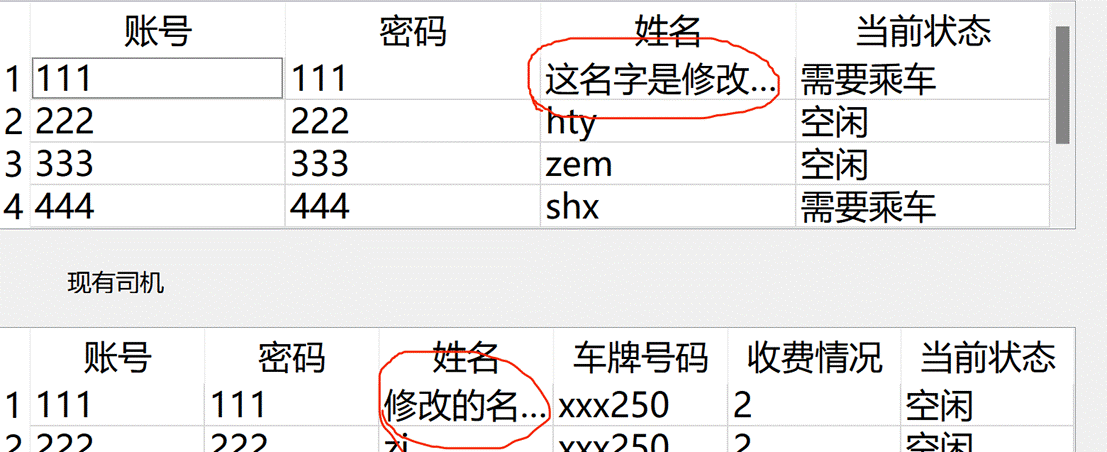 账号 密码 姓名 当前状态
1 111 111 这名字是修改... 需要乘车
2 222 222 hty 空闲
3 333 333 zem 空闲
4 444 444 shx 需要乘车
现有司机
账号 密码 姓名 车牌号码 收费情况 当前状态
1 111 111 修改的名... xxx250 2 空闲
2 222 222 zj xxx250 2 空闲